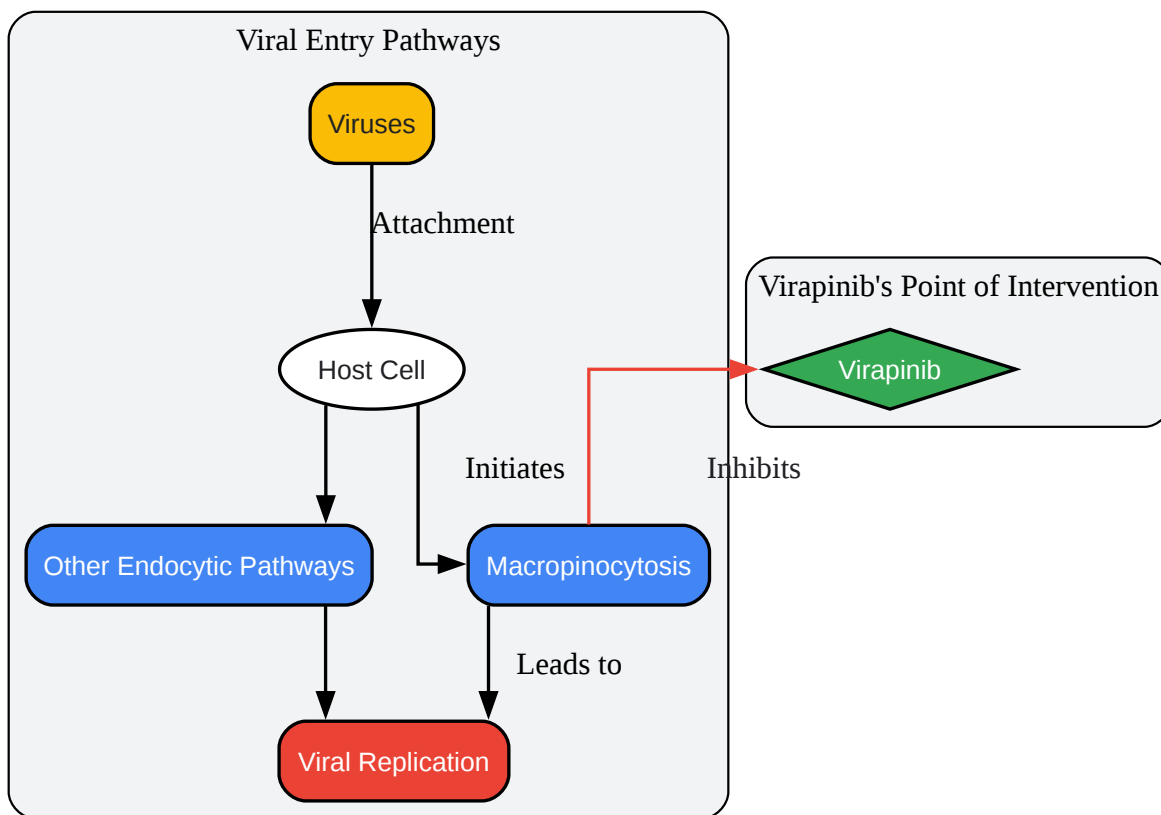 Viral Entry Pathways
Viruses
Attachment
Virapinib's Point of Intervention
Host Cell
Virapinib
Initiates
Inhibits
Other Endocytic Pathways
Macropinocytosis
Leads to
Viral Replication